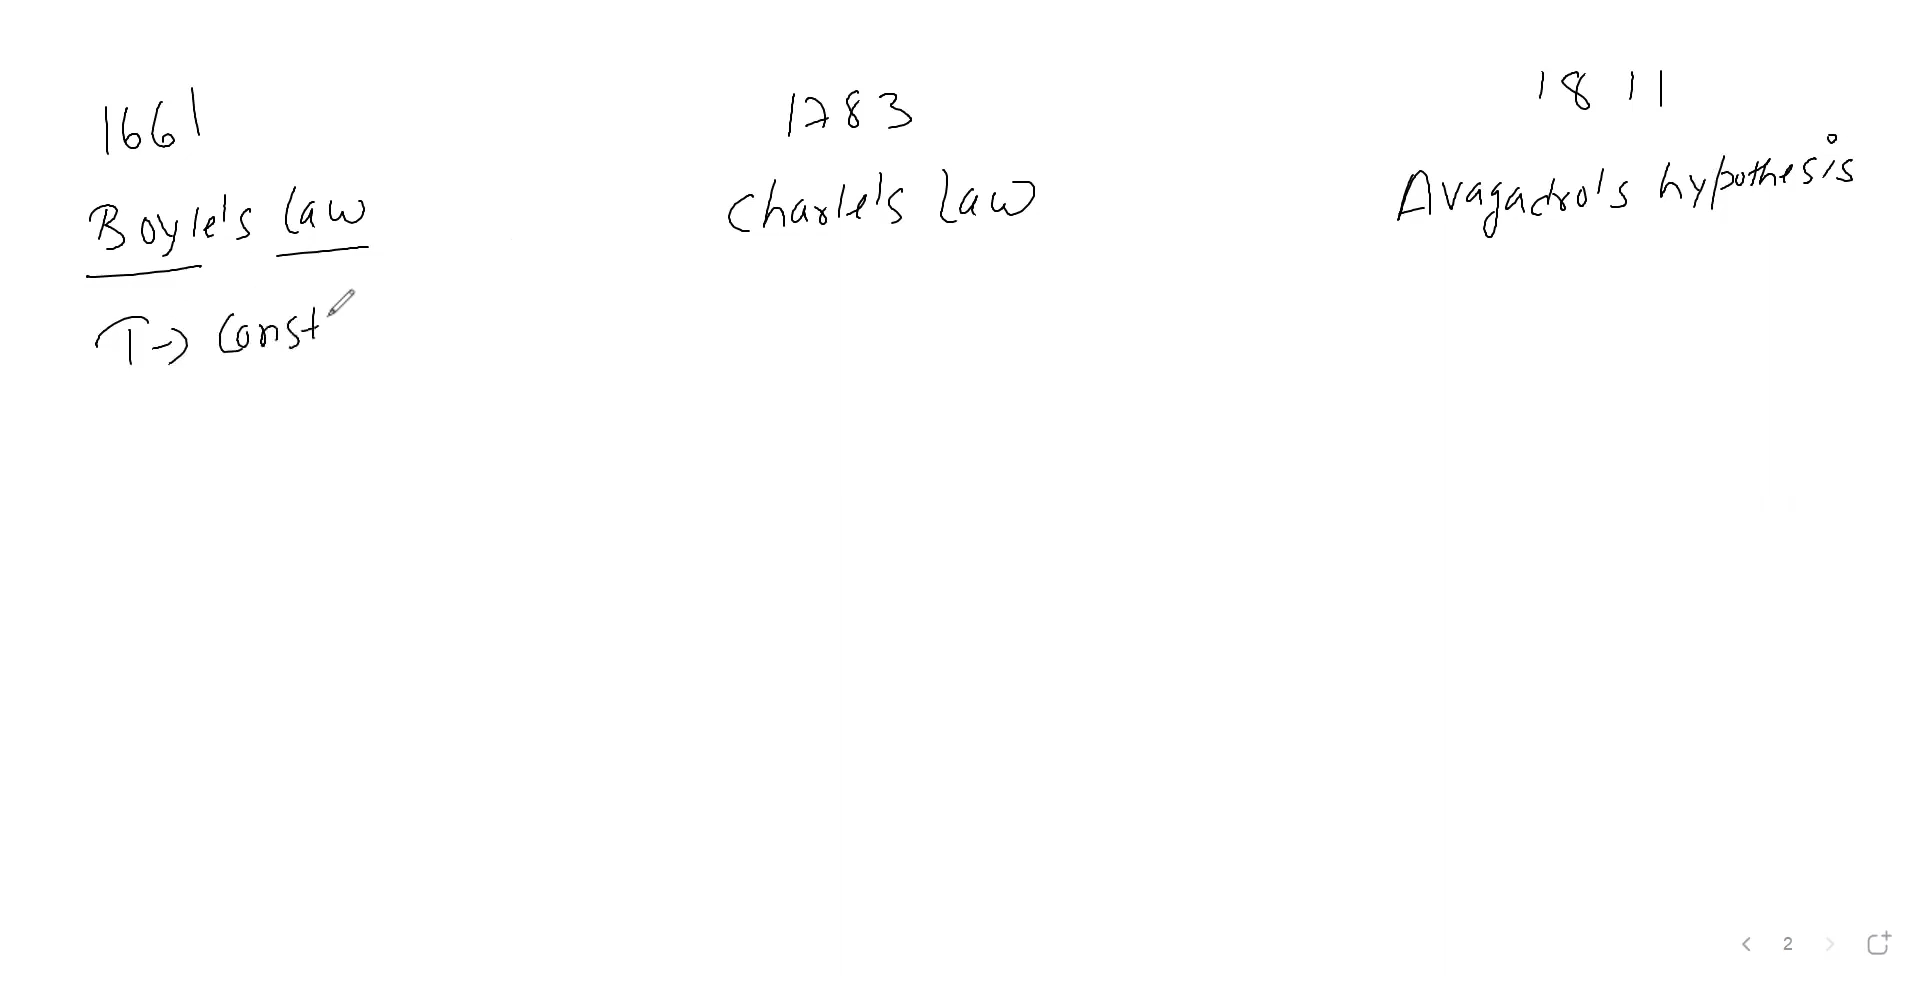 1661
Boyle's Law
T→ Const
1783
Charle's Law
1811
Avagadro's hypothesis
2